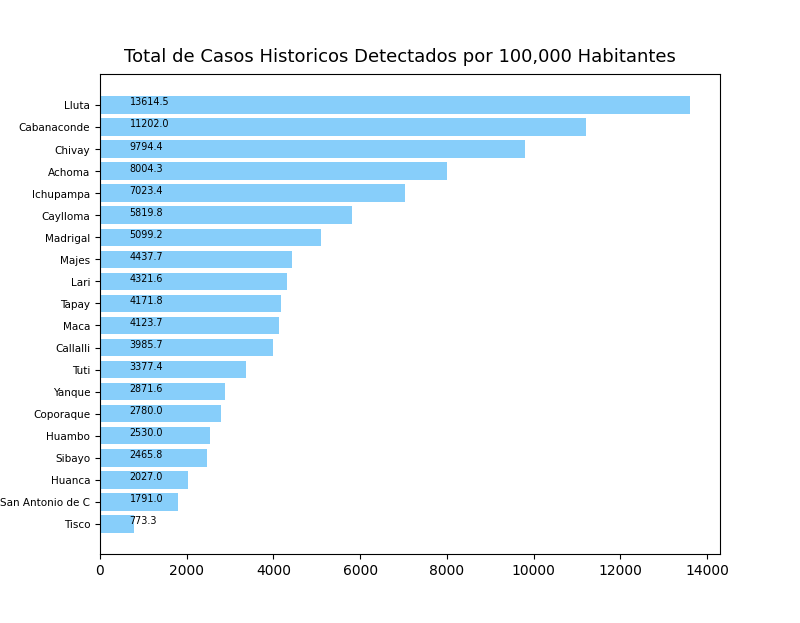 Total de Casos Historicos Detectados por 100,000 Habitantes
Lluta 13614.5
Cabanaconde 11202.0
Chivay 9794.4
Achoma 8004.3
Ichupampa 7023.4
Caylloma 5819.8
Madrigal 5099.2
Majes 4437.7
Lari 4321.6
Tapay 4171.8
Maca 4123.7
Callalli 3985.7
Tuti 3377.4
Yanque 2871.6
Coporaque 2780.0
Huambo 2530.0
Sibayo 2465.8
Huanca 2027.0
San Antonio de C 1791.0
Tisco 773.3
0 2000 4000 6000 8000 10000 12000 14000